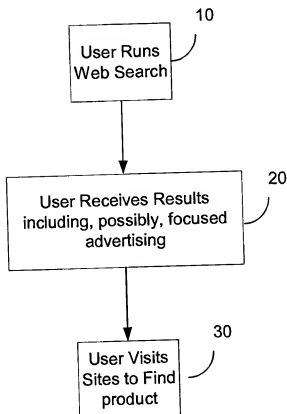 10
User Runs
Web Search
20
User Receives Results
including, possibly, focused
advertising
30
User Visits
Sites to Find
product